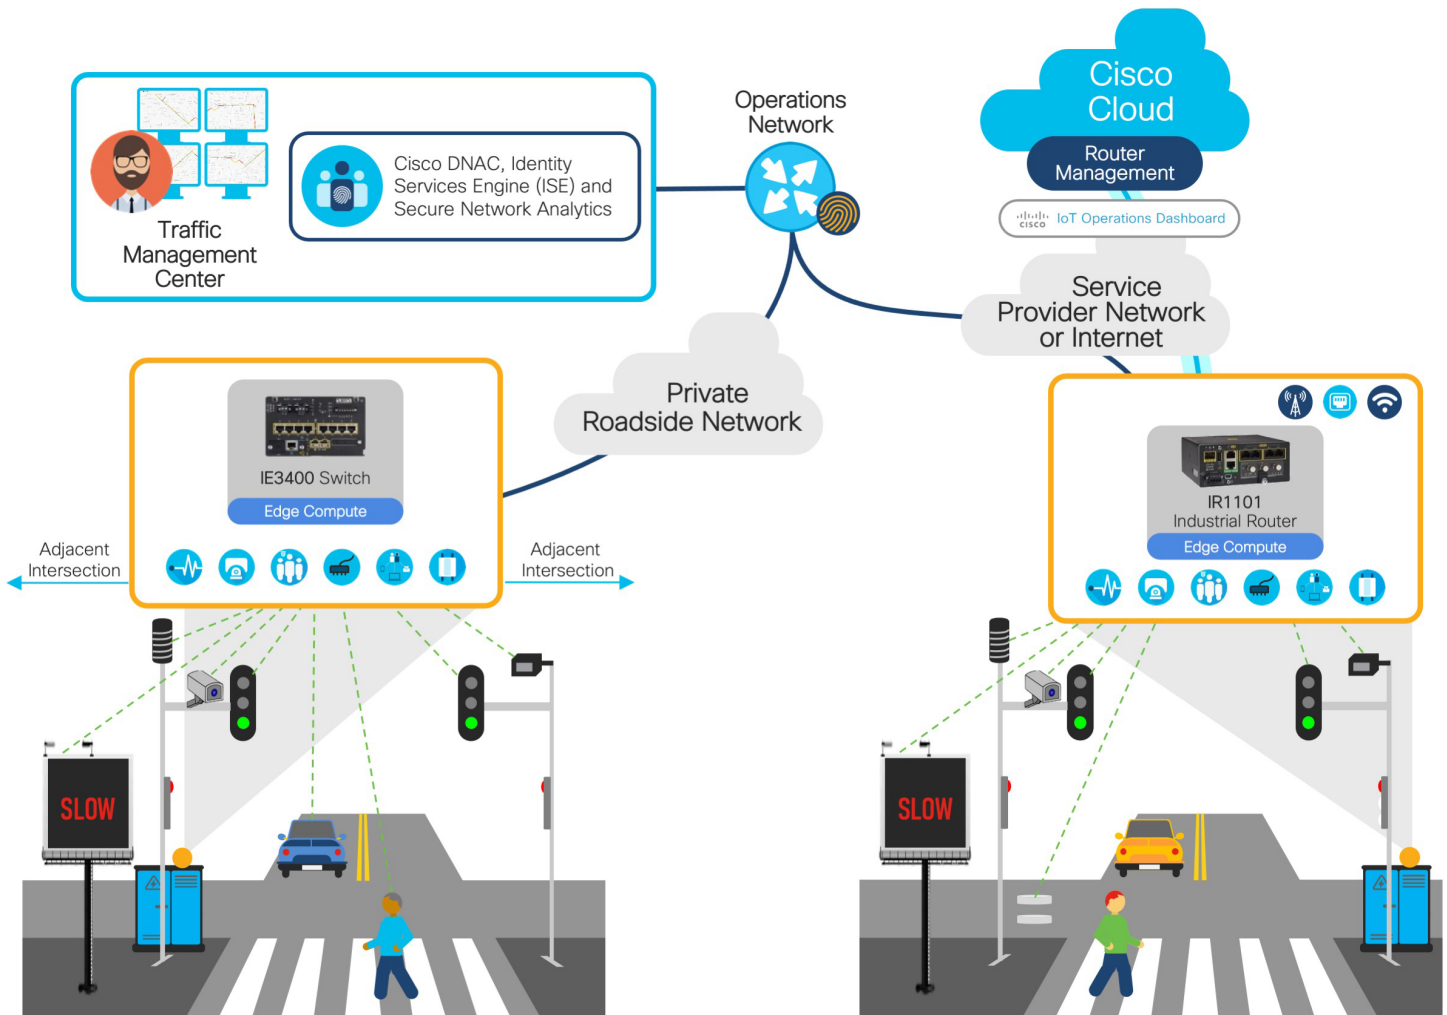 Cisco
Cloud
Operations
Network
Router
Management
Cisco DNAC, Identity
Services Engine (ISE) and
Secure Network Analytics
CISCO IoT Operations Dashboard
Traffic
Management
Center
Service
Provider Network
or Internet
Private
Roadside Network
IE3400 Switch
Edge Compute
IR1101
Industrial Router
Edge Compute
Adjacent
Intersection
Adjacent
Intersection
SLOW
SLOW